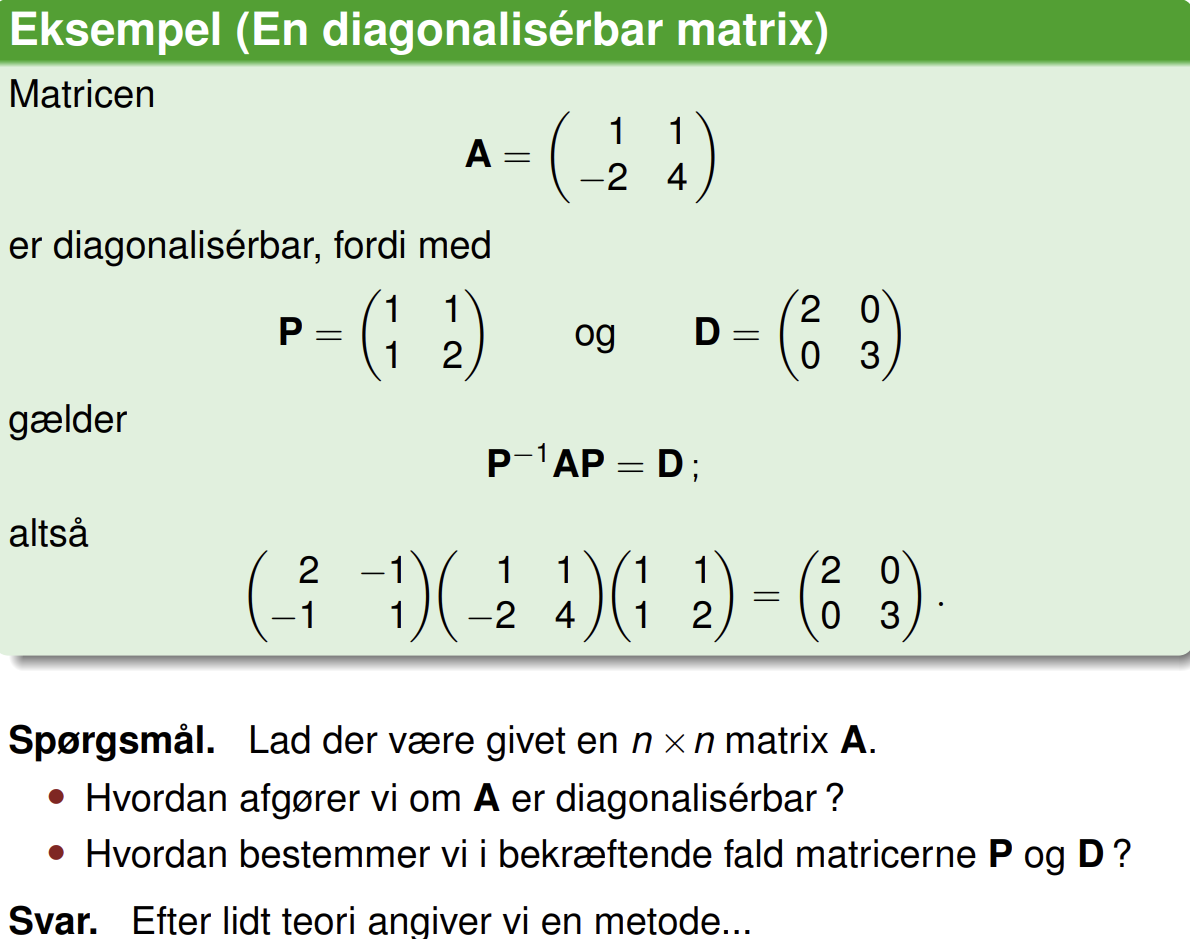 Eksempel (En diagonalisérbar matrix)
Matricen
A = ( 1 1
−2 4 )
er diagonalisérbar, fordi med
P = ( 1 1
1 2 ) og D = ( 2 0
0 3 )
gælder
P⁻¹AP = D ;
altså
( 2 −1
−1 1 ) ( 1 1
−2 4 ) ( 1 1
1 2 ) = ( 2 0
0 3 ) .
Spørgsmål. Lad der være givet en n × n matrix A.
• Hvordan afgører vi om A er diagonalisérbar ?
• Hvordan bestemmer vi i bekræftende fald matricerne P og D ?
Svar. Efter lidt teori angiver vi en metode...